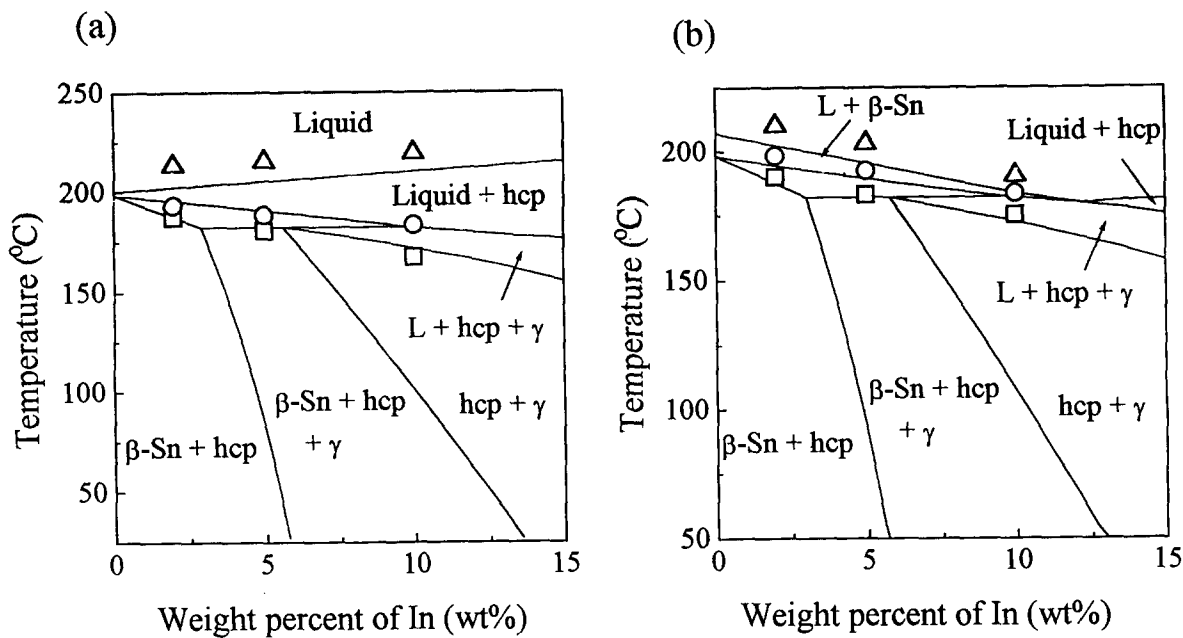 (a)
250
200
150
100
50
0
5
10
15
Temperature (°C)
Weight percent of In (wt%)
Liquid
Liquid + hcp
L + hcp + γ
β-Sn + hcp
β-Sn + hcp
+ γ
hcp + γ
(b)
200
150
100
50
0
5
10
15
Temperature (°C)
Weight percent of In (wt%)
L + β-Sn
Liquid + hcp
L + hcp + γ
β-Sn + hcp
β-Sn + hcp
+ γ
hcp + γ